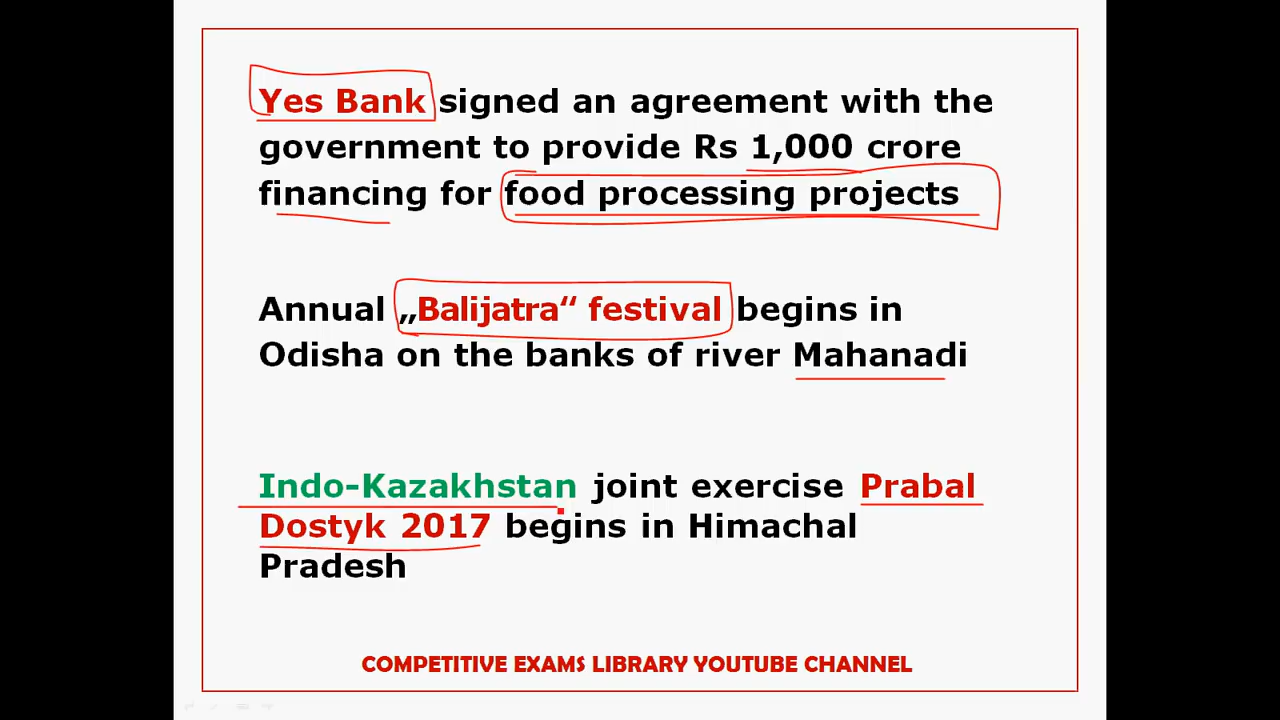 Yes Bank signed an agreement with the
government to provide Rs 1,000 crore
financing for food processing projects
Annual „Balijatra“ festival begins in
Odisha on the banks of river Mahanadi
Indo-Kazakhstan joint exercise Prabal
Dostyk 2017 begins in Himachal
Pradesh
COMPETITIVE EXAMS LIBRARY YOUTUBE CHANNEL